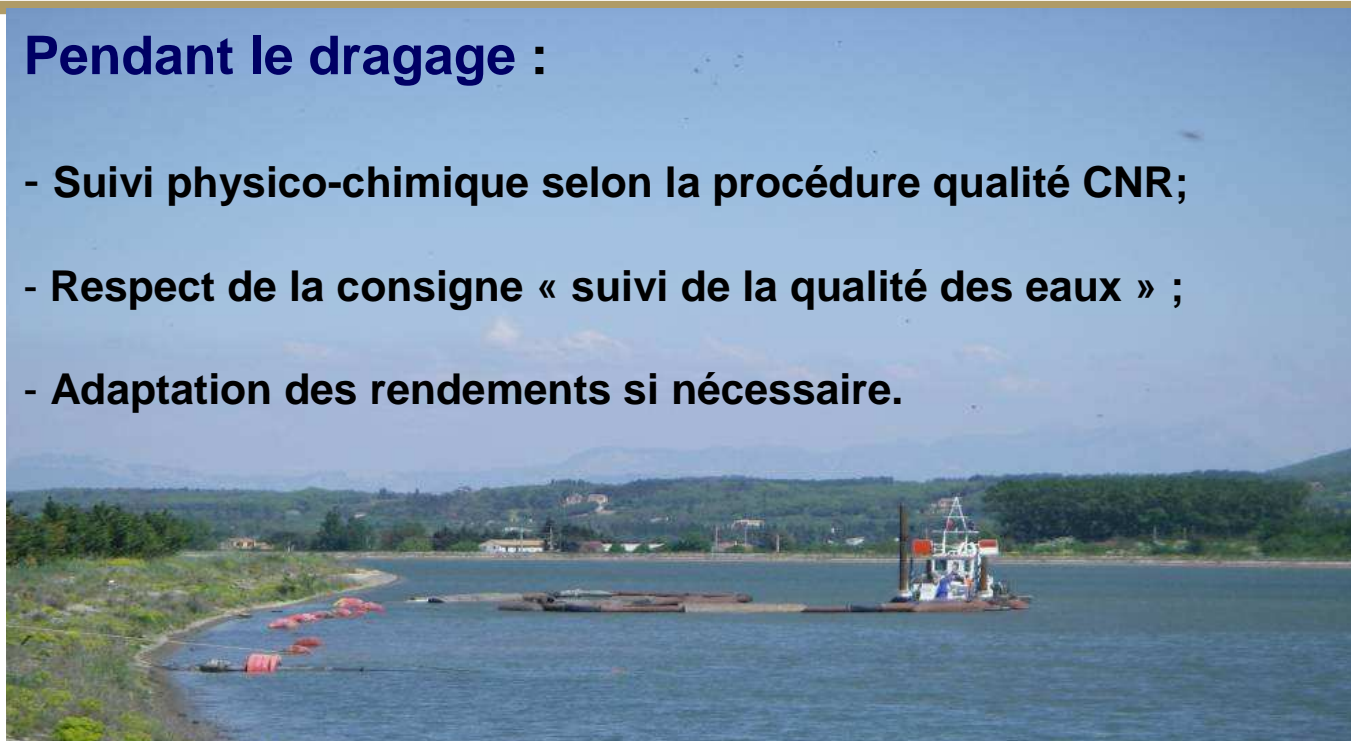 Pendant le dragage :
- Suivi physico-chimique selon la procédure qualité CNR;
- Respect de la consigne « suivi de la qualité des eaux » ;
- Adaptation des rendements si nécessaire.